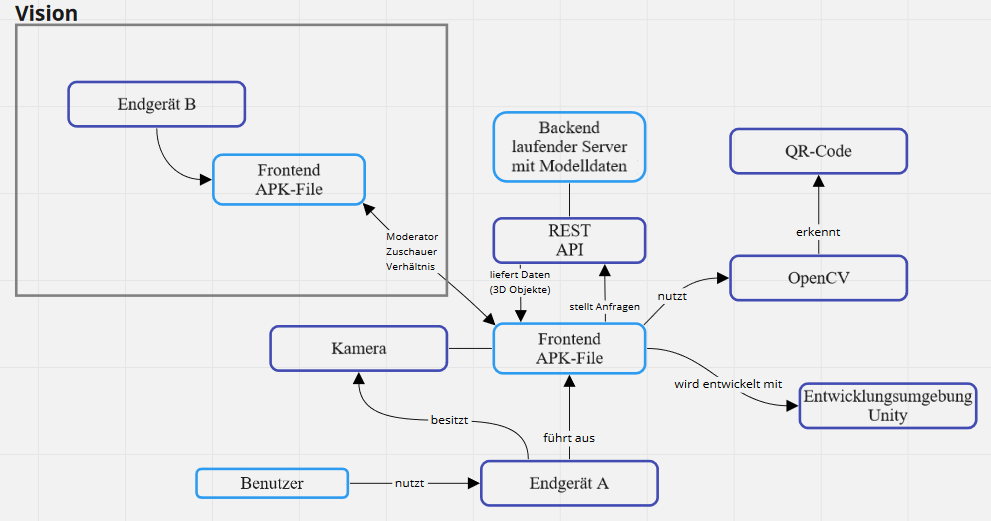 Vision
Endgerät B
Frontend
APK-File
Moderator
Zuschauer
Verhältnis
Backend
laufender Server
mit Modelldaten
REST
API
liefert Daten
(3D Objekte)
stellt Anfragen
QR-Code
erkennt
OpenCV
nutzt
Kamera
Frontend
APK-File
wird entwickelt mit
Entwicklungsumgebung
Unity
besitzt
führt aus
Benutzer
nutzt
Endgerät A